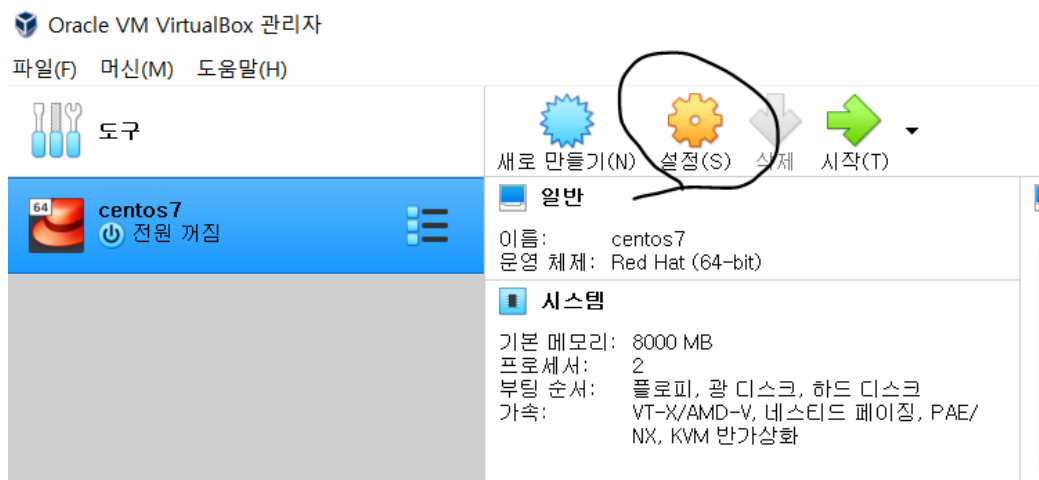 Oracle VM VirtualBox 관리자
파일(F) 머신(M) 도움말(H)
도구
새로 만들기(N) 설정(S) 삭제 시작(T)
64
centos7
전원 꺼짐
일반
이름: centos7
운영 체제: Red Hat (64-bit)
시스템
기본 메모리: 8000 MB
프로세서: 2
부팅 순서: 플로피, 광 디스크, 하드 디스크
가속: VT-X/AMD-V, 네스티드 페이징, PAE/
NX, KVM 반가상화